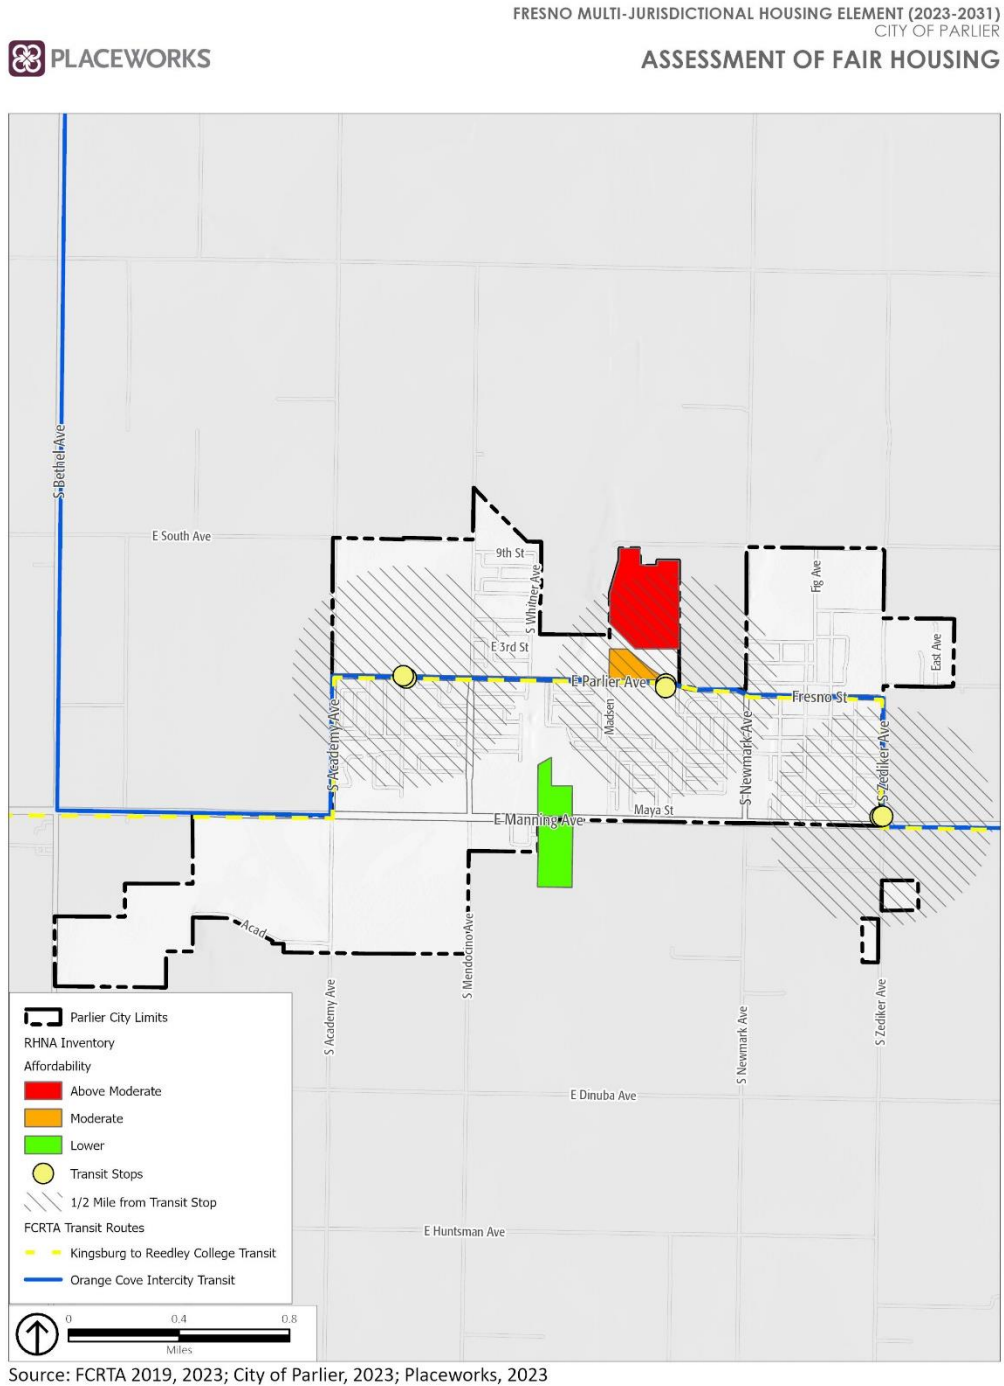 FRESNO MULTI-JURISDICTIONAL HOUSING ELEMENT (2023-2031)
CITY OF PARLIER
PLACEWORKS
ASSESSMENT OF FAIR HOUSING
S Bethel Ave
E South Ave
9th St
S Whitner Ave
Fig Ave
E 3rd St
East Ave
E Parlier Ave
Fresno St
Madsen
S Academy Ave
S Newmark Ave
S Zediker Ave
Maya St
E Manning Ave
Acad
S Mendocino Ave
S Academy Ave
S Newmark Ave
S Zediker Ave
E Dinuba Ave
E Huntsman Ave
Parlier City Limits
RHNA Inventory
Affordability
Above Moderate
Moderate
Lower
Transit Stops
1/2 Mile from Transit Stop
FCRTA Transit Routes
Kingsburg to Reedley College Transit
Orange Cove Intercity Transit
0 0.4 0.8
Miles
Source: FCRTA 2019, 2023; City of Parlier, 2023; Placeworks, 2023